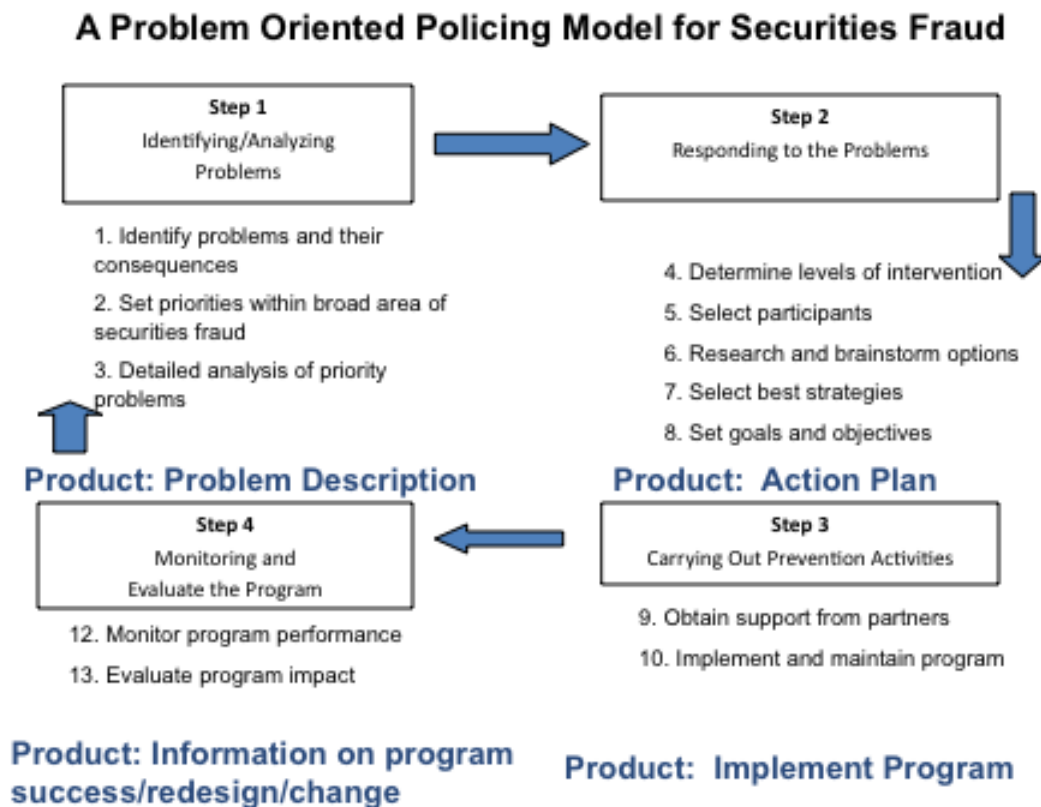 A Problem Oriented Policing Model for Securities Fraud
Step 1
Identifying/Analyzing
Problems
1. Identify problems and their
consequences
2. Set priorities within broad area of
securities fraud
3. Detailed analysis of priority
problems
Product: Problem Description
Step 2
Responding to the Problems
4. Determine levels of intervention
5. Select participants
6. Research and brainstorm options
7. Select best strategies
8. Set goals and objectives
Product: Action Plan
Step 3
Carrying Out Prevention Activities
9. Obtain support from partners
10. Implement and maintain program
Product: Implement Program
Step 4
Monitoring and
Evaluate the Program
12. Monitor program performance
13. Evaluate program impact
Product: Information on program
success/redesign/change